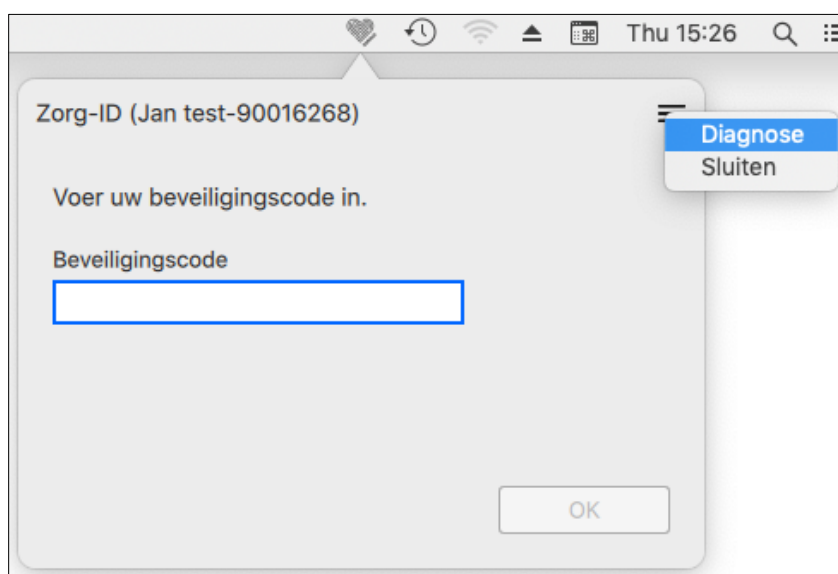 Thu 15:26
Zorg-ID (Jan test-90016268)
Diagnose
Sluiten
Voer uw beveiligingscode in.
Beveiligingscode
OK